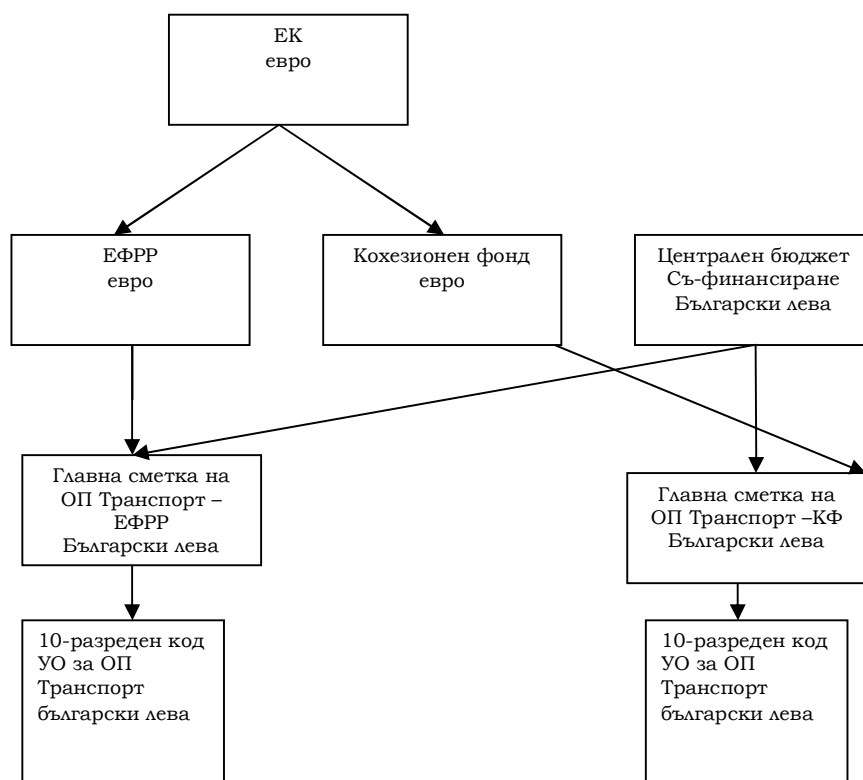 ЕК
евро
ЕФРР
евро
Кохезионен фонд
евро
Централен бюджет
Съ-финансиране
Български лева
Главна сметка на
ОП Транспорт –
ЕФРР
Български лева
Главна сметка на
ОП Транспорт –КФ
Български лева
10-разреден код
УО за ОП
Транспорт
български лева
10-разреден код
УО за ОП
Транспорт
български лева